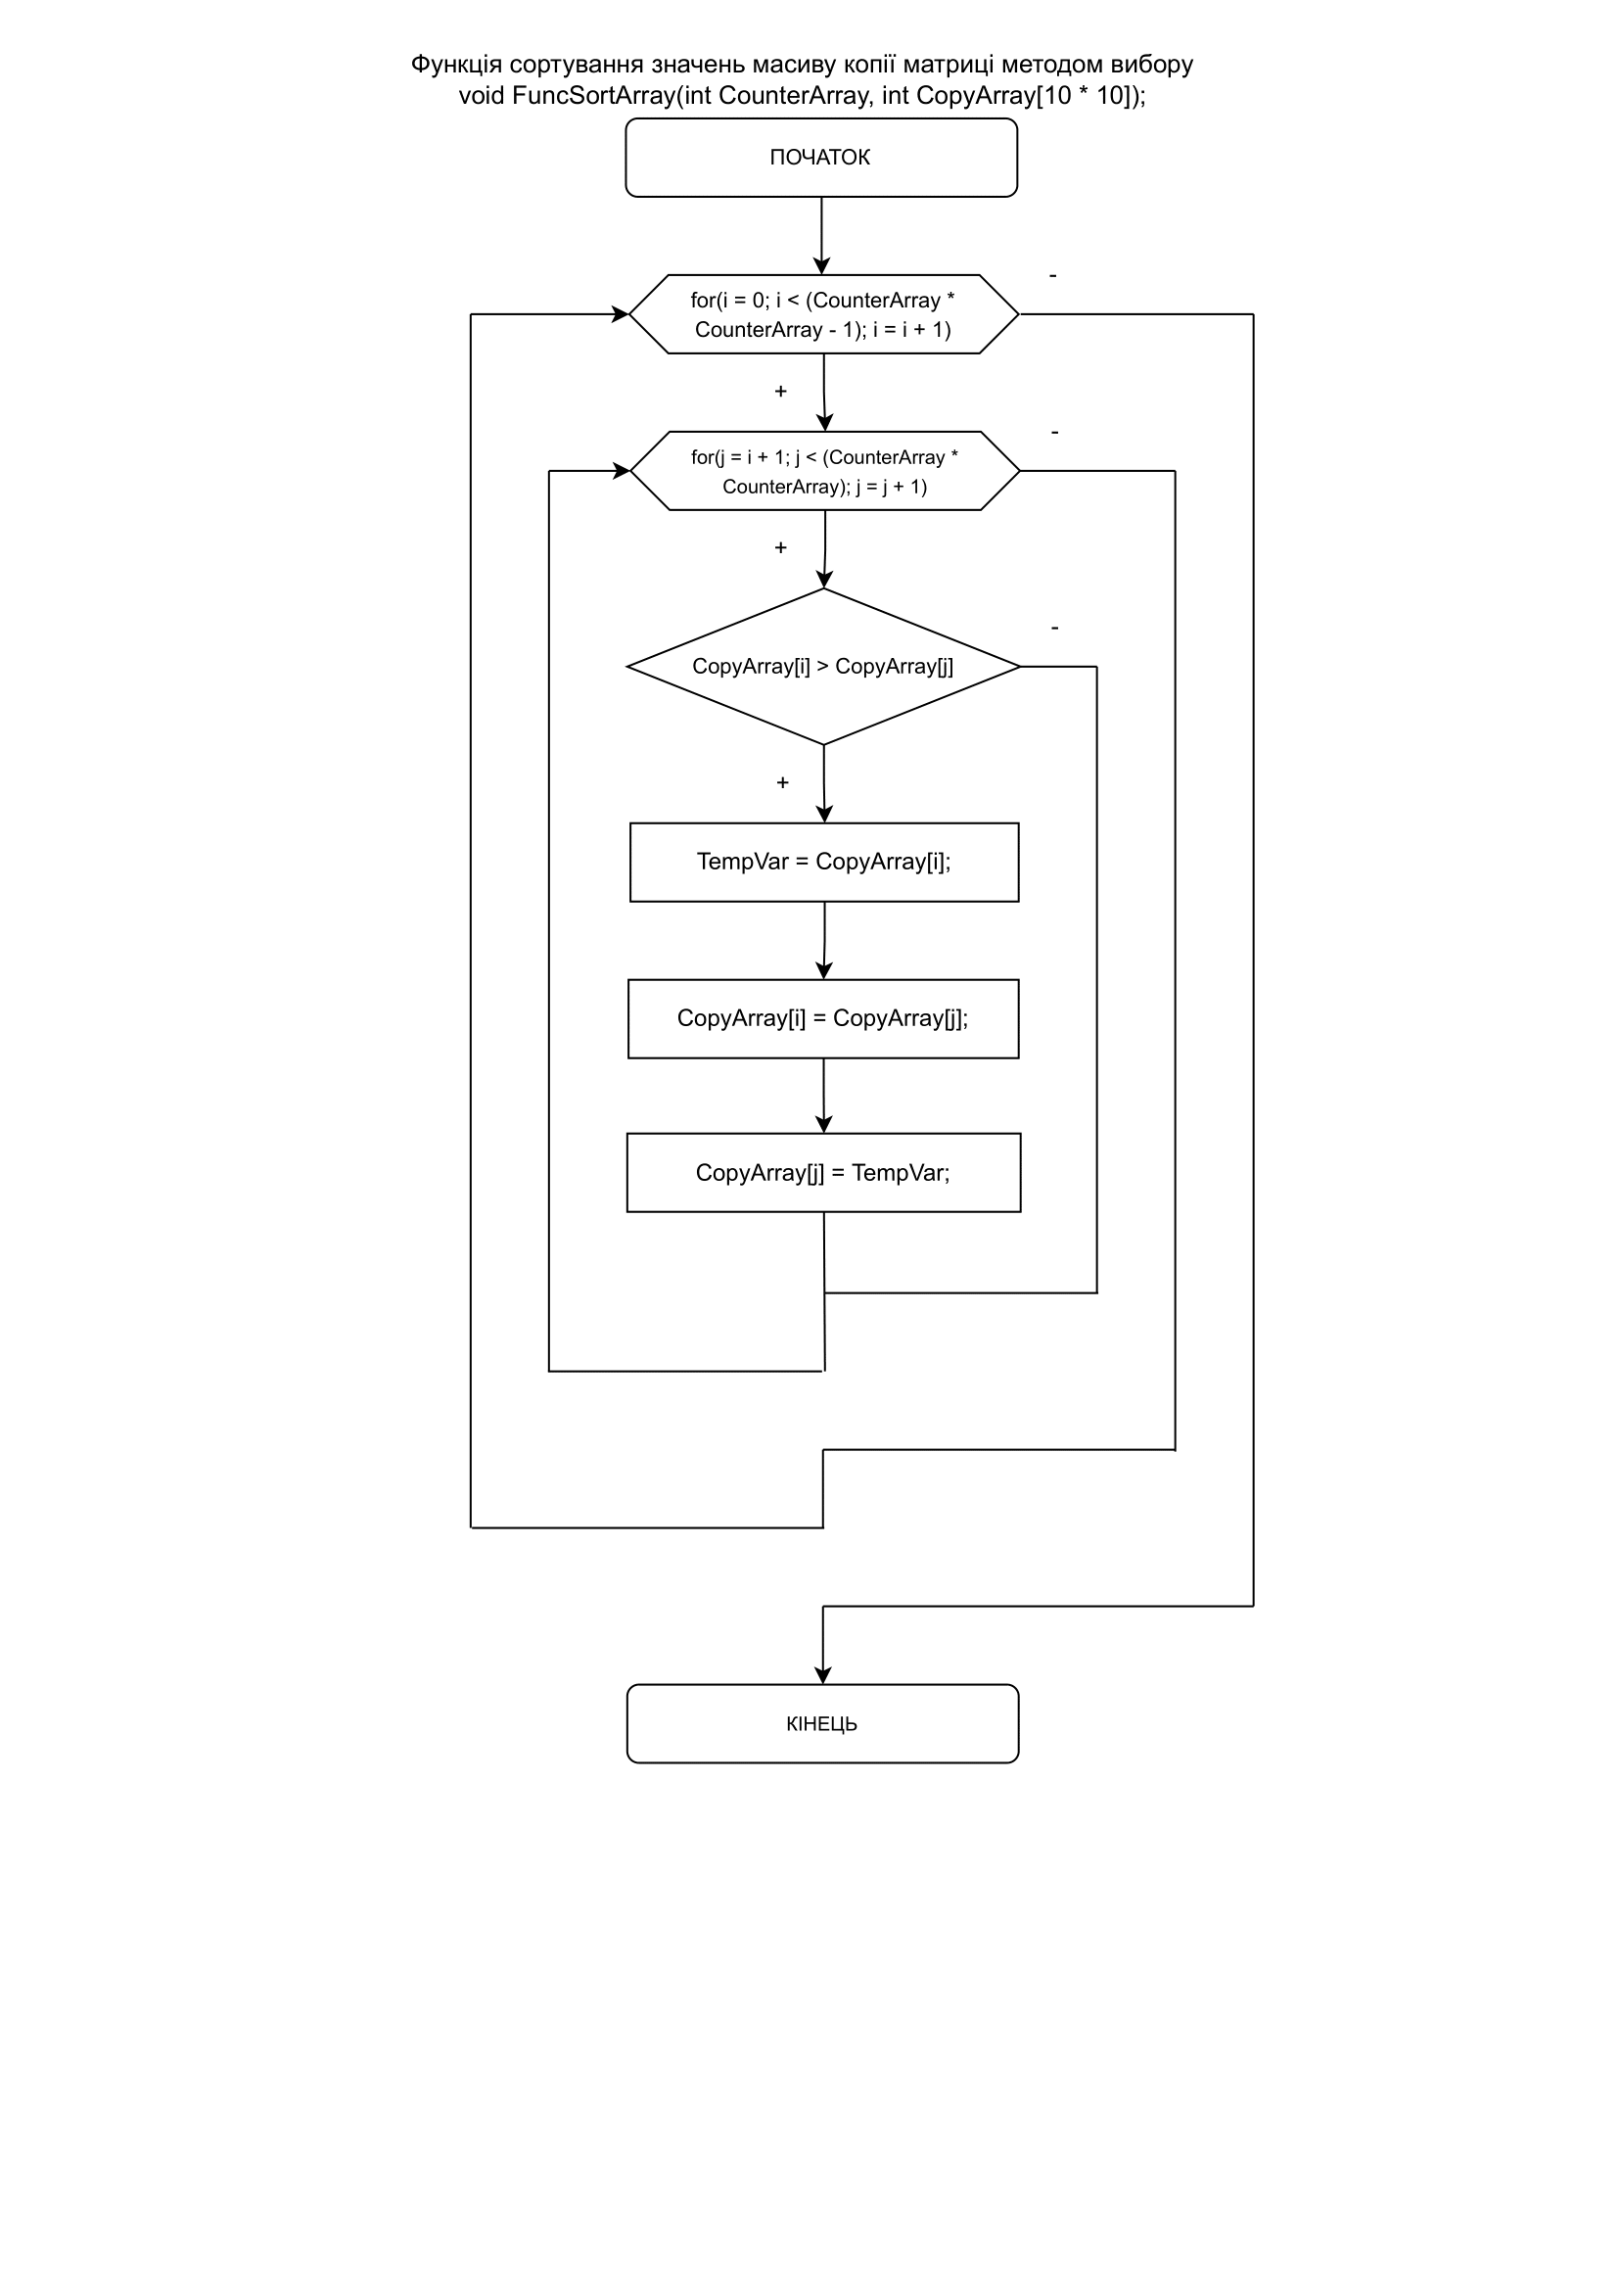 Функція сортування значень масиву копії матриці методом вибору
void FuncSortArray(int CounterArray, int CopyArray[10 * 10]);
ПОЧАТОК
-
for(i = 0; i < (CounterArray *
CounterArray - 1); i = i + 1)
+
-
for(j = i + 1; j < (CounterArray *
CounterArray); j = j + 1)
+
-
CopyArray[i] > CopyArray[j]
+
TempVar = CopyArray[i];
CopyArray[i] = CopyArray[j];
CopyArray[j] = TempVar;
КІНЕЦЬ